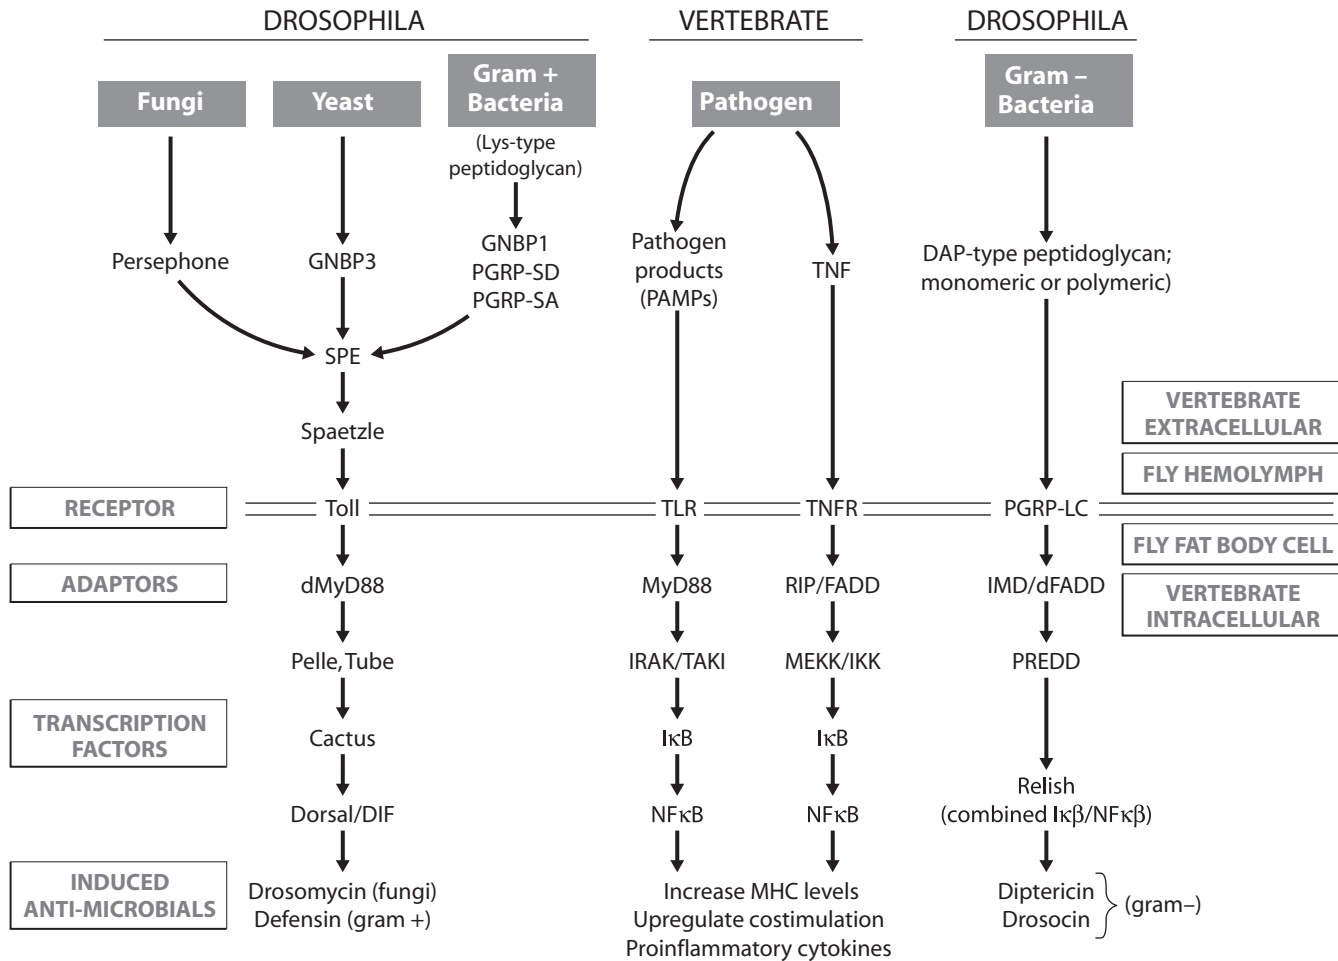 DROSOPHILA
VERTEBRATE
DROSOPHILA
Fungi
Yeast
Gram +
Bacteria
Pathogen
Gram –
Bacteria
(Lys-type
peptidoglycan)
Persephone
GNBP3
GNBP1
PGRP-SD
PGRP-SA
Pathogen
products
(PAMPs)
TNF
DAP-type peptidoglycan;
monomeric or polymeric)
SPE
Spaetzle
VERTEBRATE
EXTRACELLULAR
FLY HEMOLYMPH
RECEPTOR
Toll
TLR
TNFR
PGRP-LC
FLY FAT BODY CELL
ADAPTORS
dMyD88
MyD88
RIP/FADD
IMD/dFADD
VERTEBRATE
INTRACELLULAR
Pelle, Tube
IRAK/TAKI
MEKK/IKK
PREDD
TRANSCRIPTION
FACTORS
Cactus
IκB
IκB
Relish
(combined Iκβ/NFκβ)
Dorsal/DIF
NFκB
NFκB
INDUCED
ANTI-MICROBIALS
Drosomycin (fungi)
Defensin (gram +)
Increase MHC levels
Upregulate costimulation
Proinflammatory cytokines
Diptericin
Drosocin
(gram–)